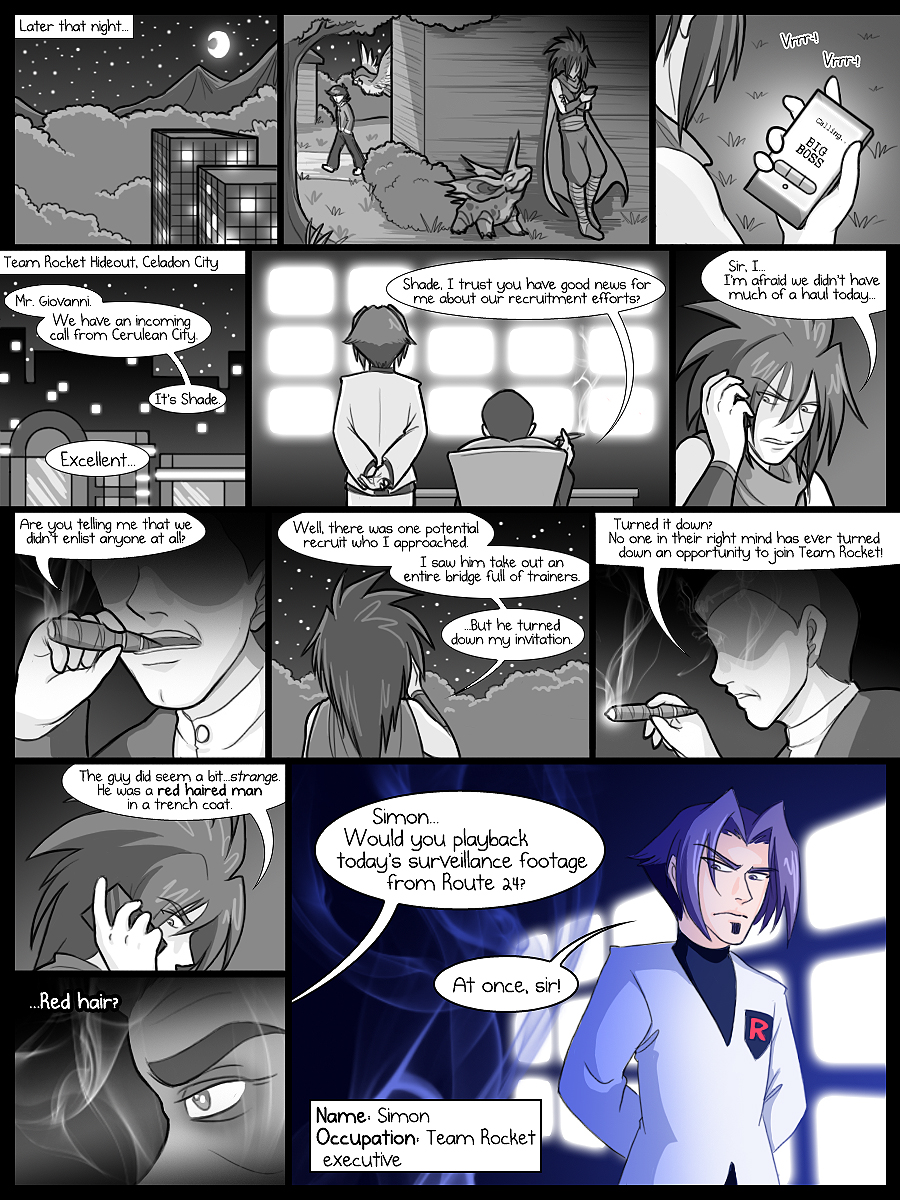 Later that night...
Vrrr-!
Vrrr-!
Calling...
BIG
BOSS
Team Rocket Hideout, Celadon City
Mr. Giovanni.
We have an incoming
call from Cerulean City.
It's Shade.
Excellent...
Shade, I trust you have good news for
me about our recruitment efforts?
Sir, I...
I'm afraid we didn't have
much of a haul today...
Are you telling me that we
didn't enlist anyone at all?
Well, there was one potential
recruit who I approached.
I saw him take out an
entire bridge full of trainers.
...But he turned
down my invitation.
Turned it down?
No one in their right mind has ever turned
down an opportunity to join Team Rocket!
The guy did seem a bit...strange.
He was a red haired man
in a trench coat.
...Red hair?
Simon...
Would you playback
today's surveillance footage
from Route 24?
At once, sir!
R
Name: Simon
Occupation: Team Rocket
executive